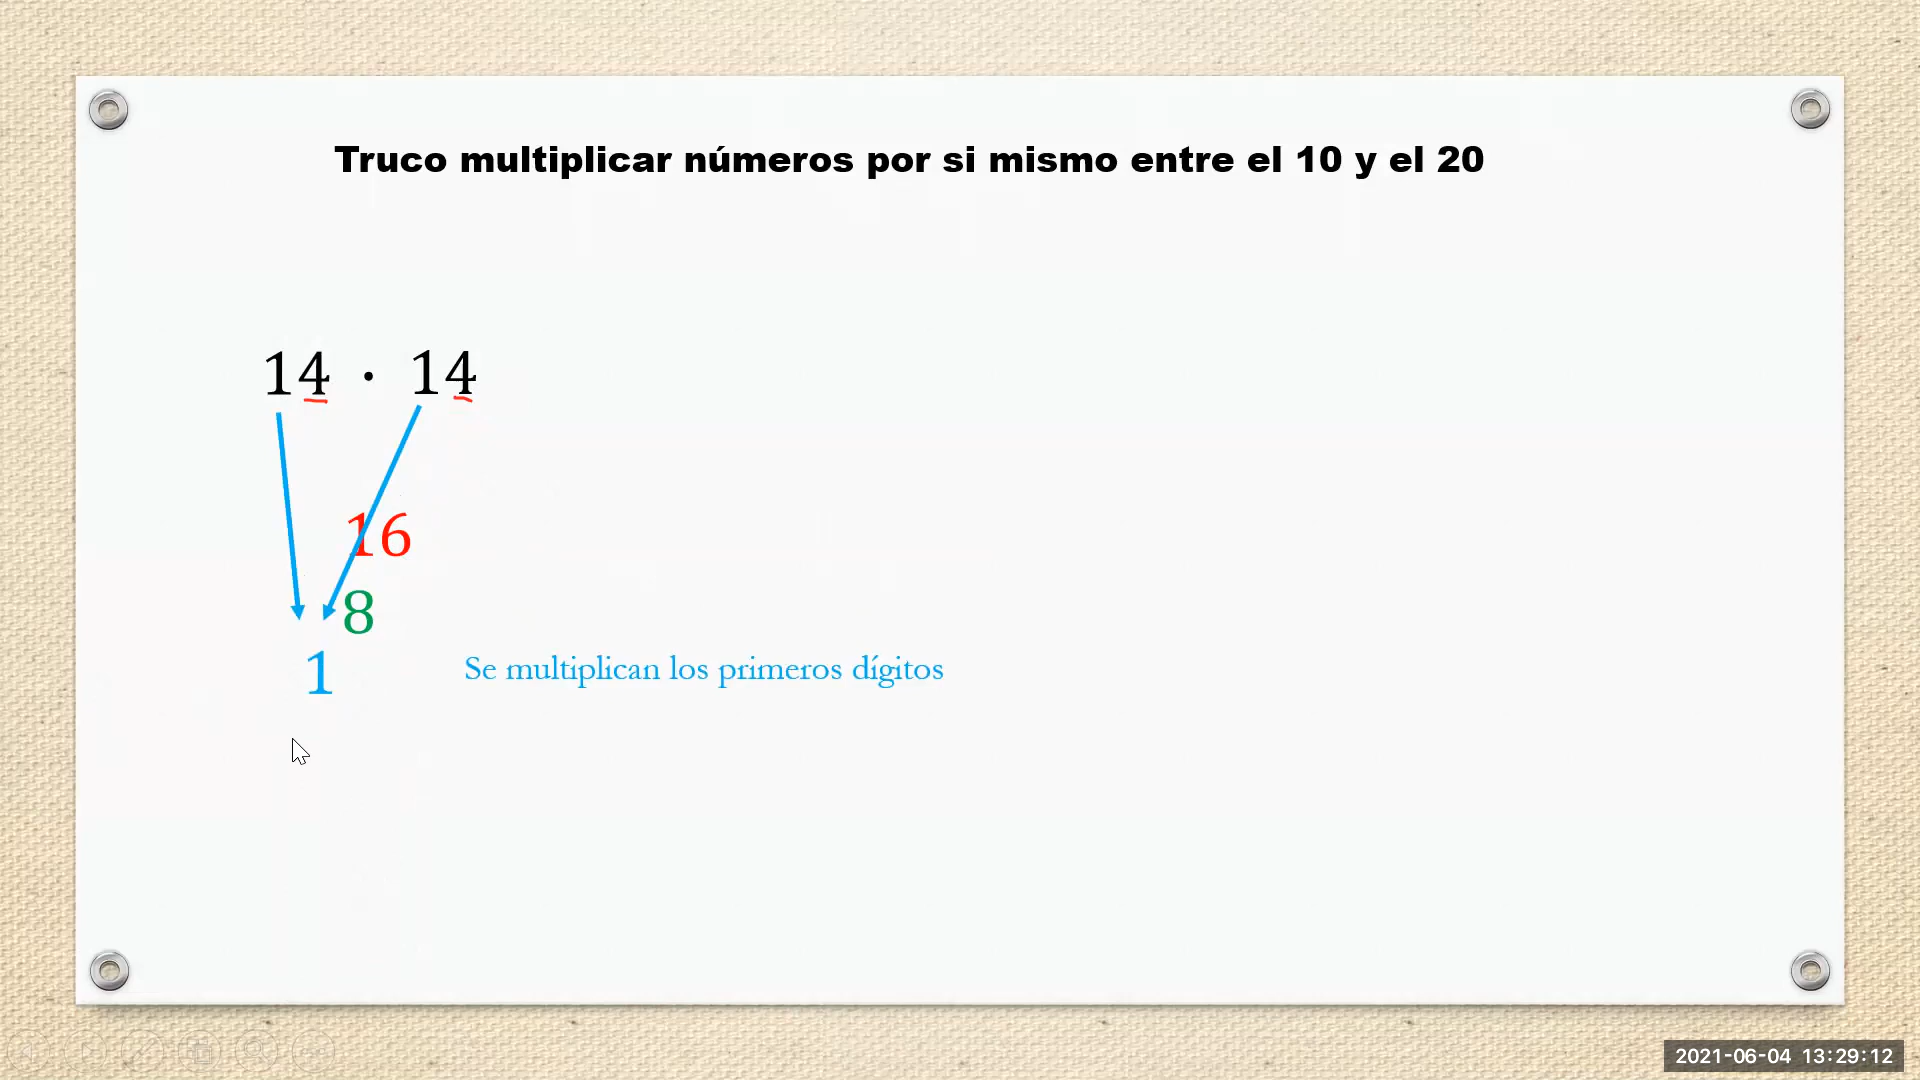 Truco multiplicar números por si mismo entre el 10 y el 20
14 · 14
16
8
1 Se multiplican los primeros dígitos
2021-06-04 13:29:12